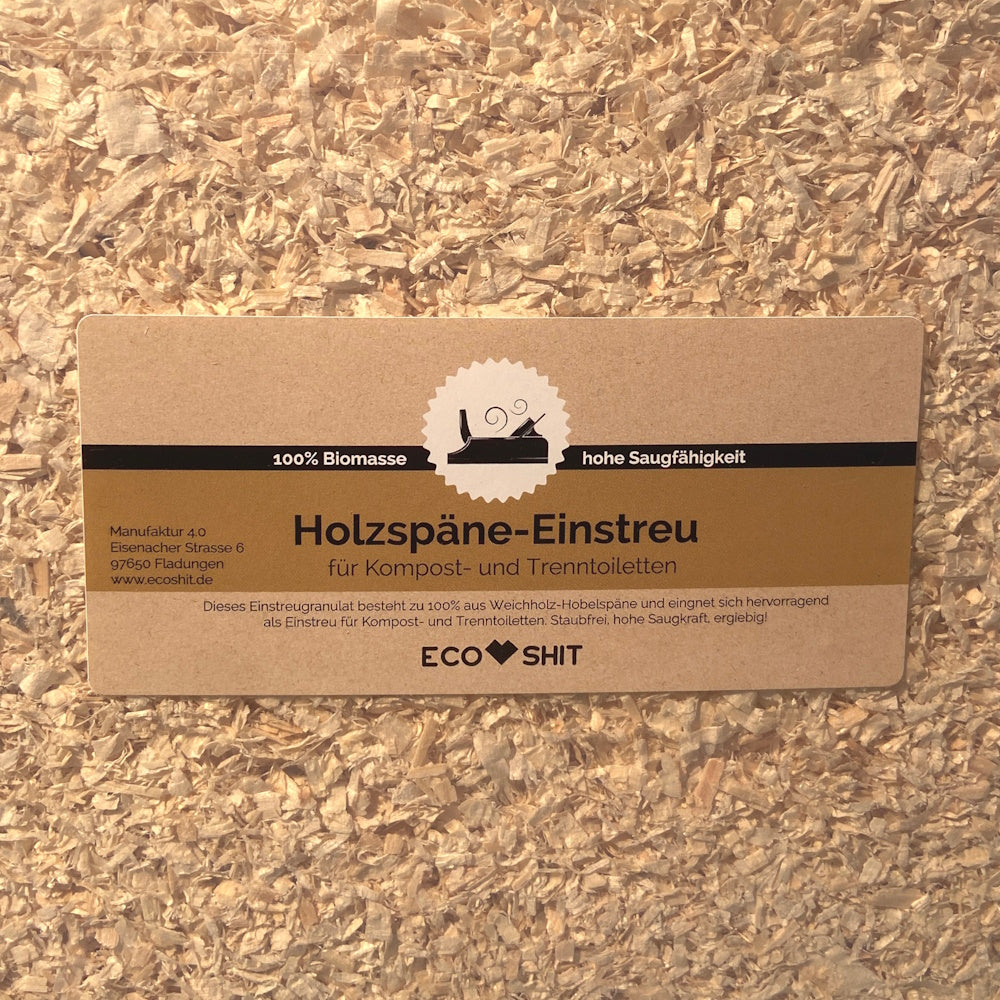 100% Biomasse hohe Saugfähigkeit
Holzspäne-Einstreu
für Kompost- und Trenntoiletten
Manufaktur 4.0
Eisenacher Strasse 6
97650 Fladungen
www.ecoshit.de
Dieses Einstreugranulat besteht zu 100% aus Weichholz-Hobelspäne und eingnet sich hervorragend
als Einstreu für Kompost- und Trenntoiletten. Staubfrei, hohe Saugkraft, ergiebig!
ECO SHIT